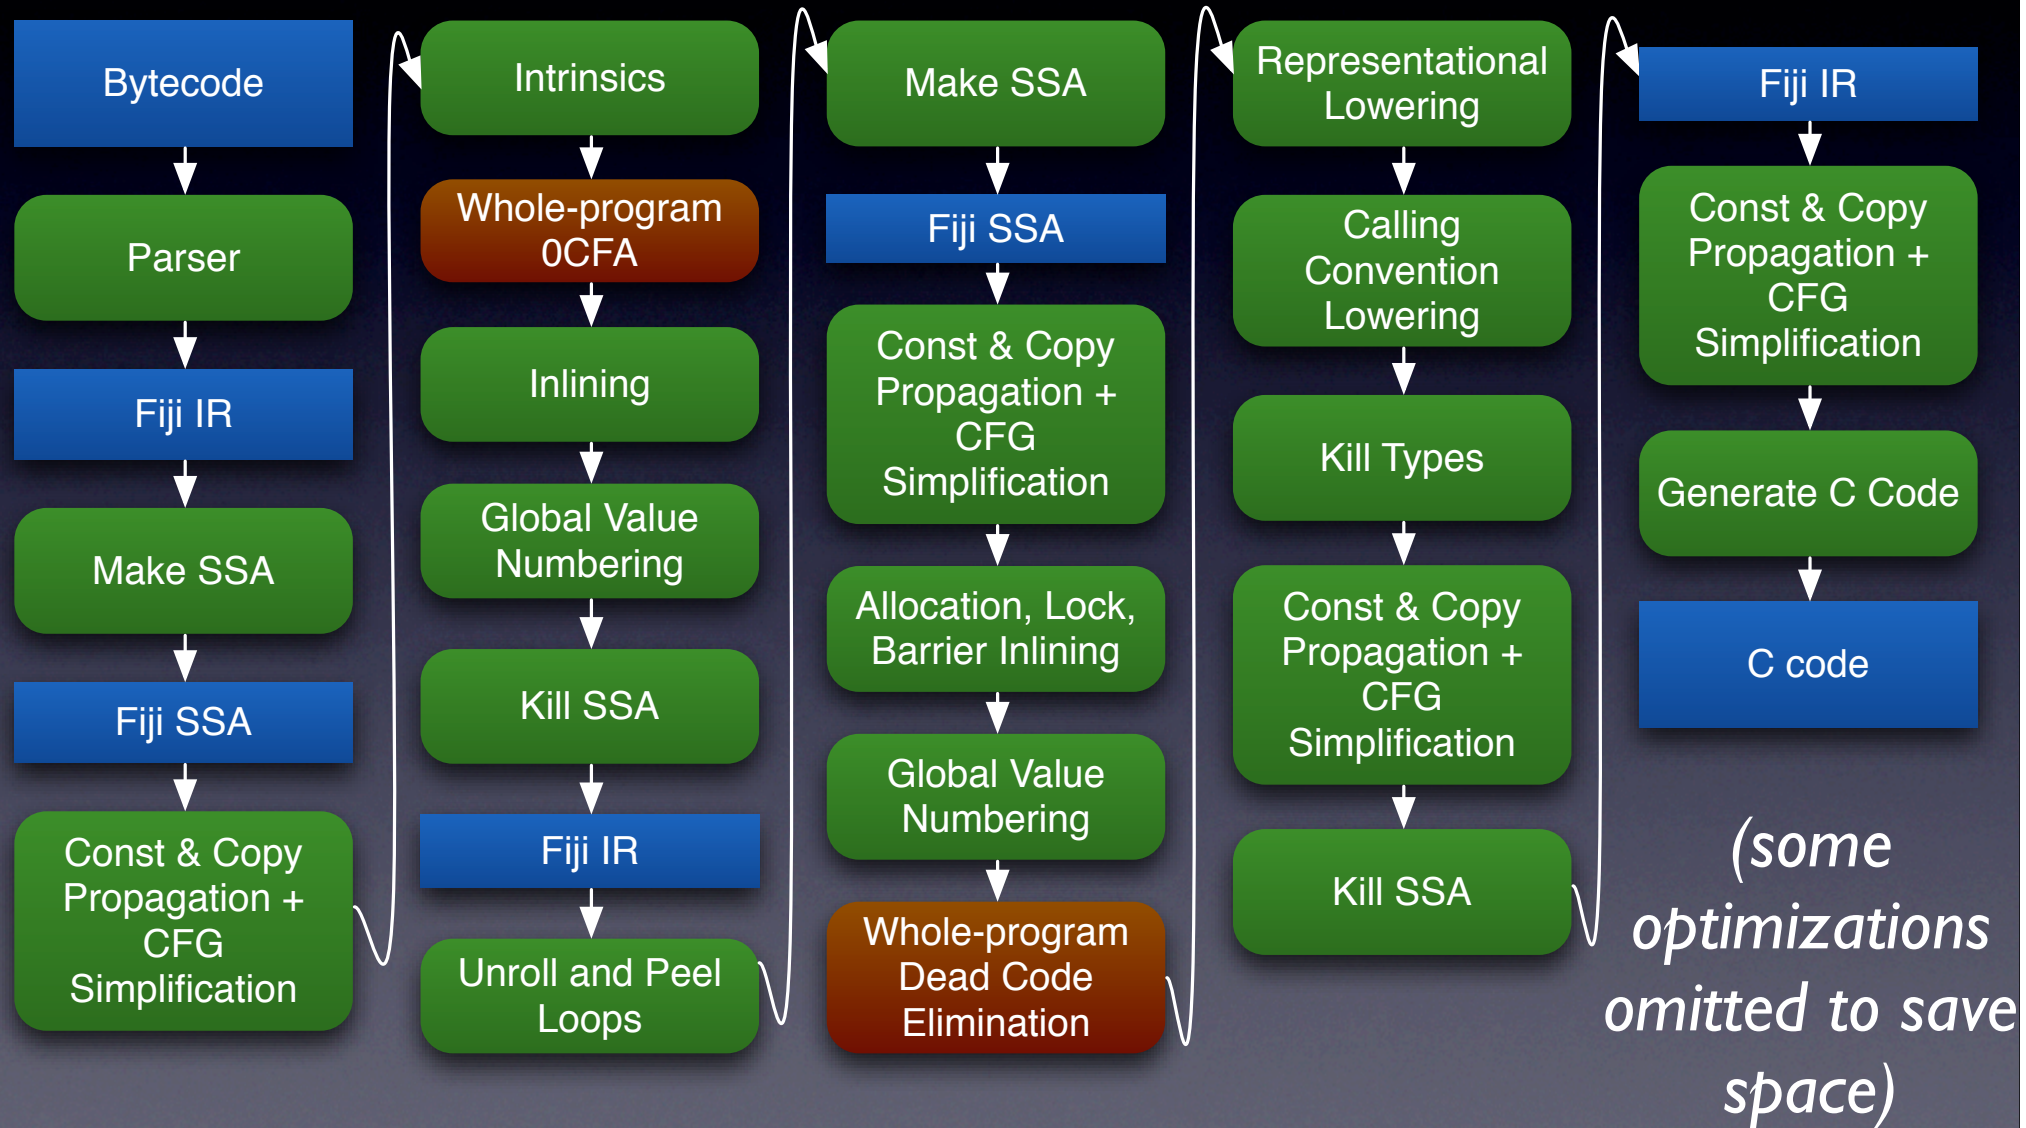 Bytecode
Parser
Fiji IR
Make SSA
Fiji SSA
Const & Copy
Propagation +
CFG
Simplification
Intrinsics
Whole-program
0CFA
Inlining
Global Value
Numbering
Kill SSA
Fiji IR
Unroll and Peel
Loops
Make SSA
Fiji SSA
Const & Copy
Propagation +
CFG
Simplification
Allocation, Lock,
Barrier Inlining
Global Value
Numbering
Whole-program
Dead Code
Elimination
Representational
Lowering
Calling
Convention
Lowering
Kill Types
Const & Copy
Propagation +
CFG
Simplification
Kill SSA
Fiji IR
Const & Copy
Propagation +
CFG
Simplification
Generate C Code
C code
(some
optimizations
omitted to save
space)